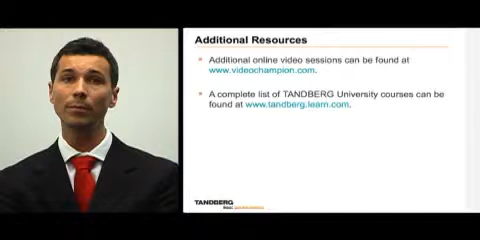 Additional Resources
Additional online video sessions can be found at
www.videochampion.com.
A complete list of TANDBERG University courses can be
found at www.tandberg.learn.com.
TANDBERG